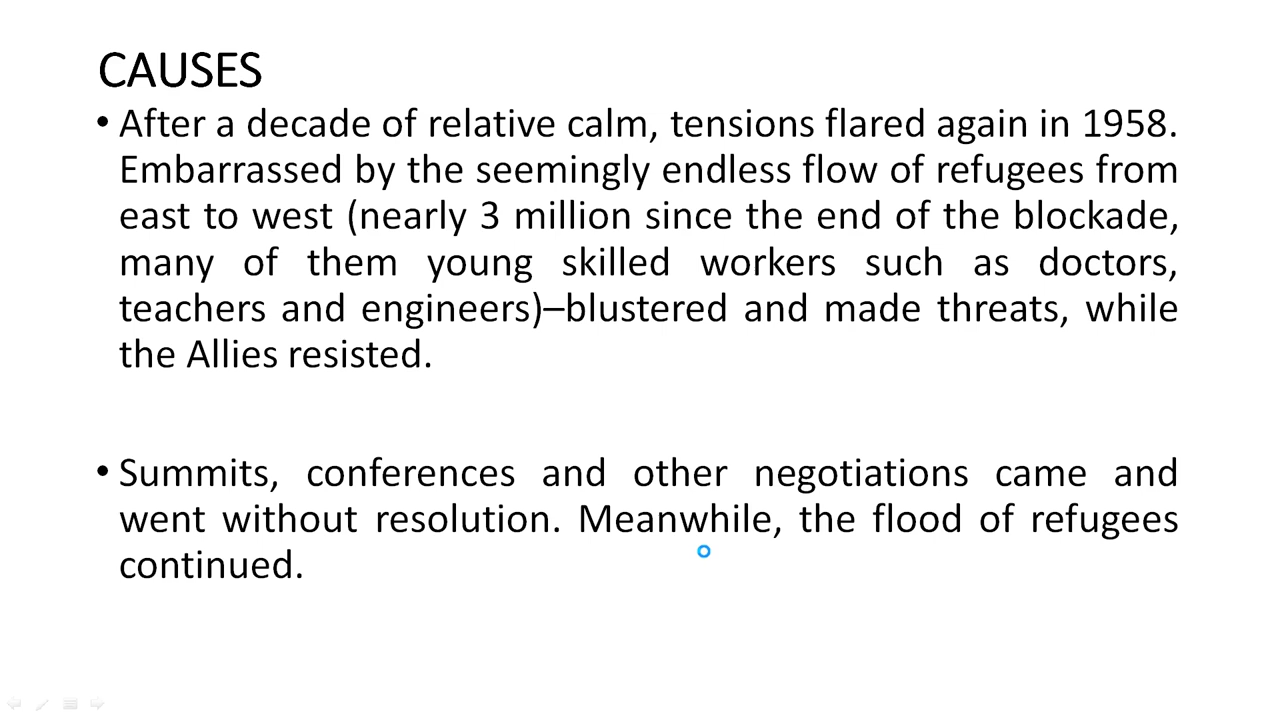 CAUSES
• After a decade of relative calm, tensions flared again in 1958.
Embarrassed by the seemingly endless flow of refugees from
east to west (nearly 3 million since the end of the blockade,
many of them young skilled workers such as doctors,
teachers and engineers)–blustered and made threats, while
the Allies resisted.
• Summits, conferences and other negotiations came and
went without resolution. Meanwhile, the flood of refugees
continued.